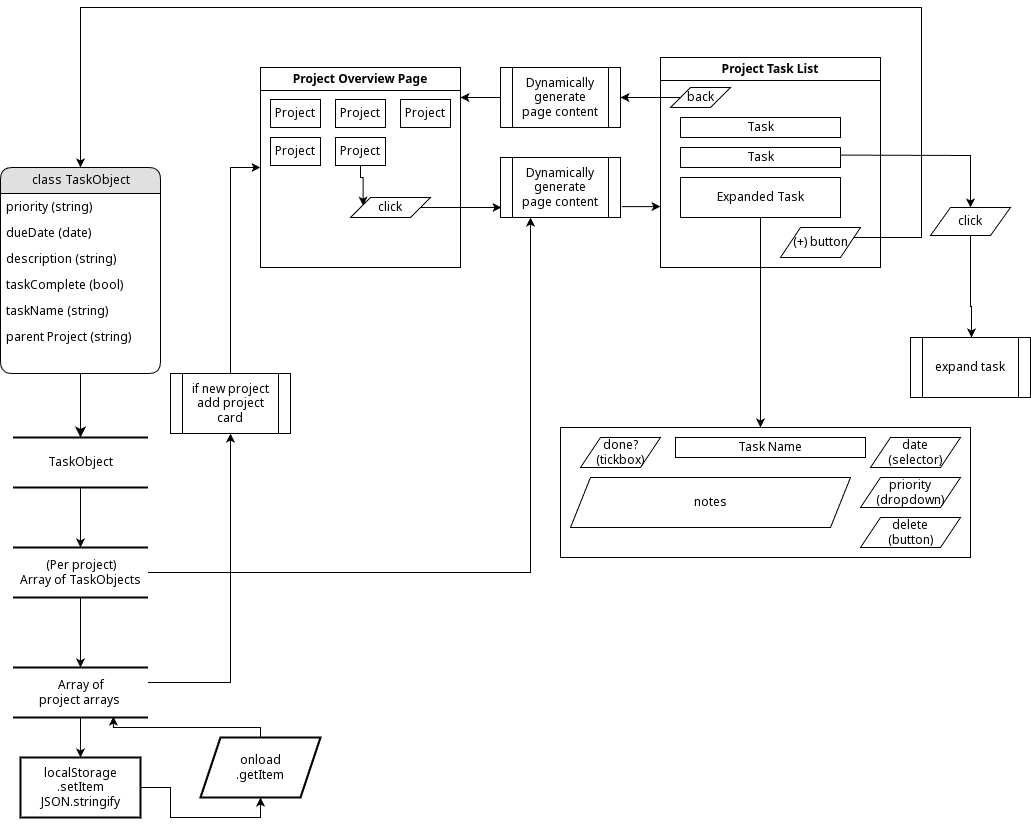 Project Overview Page
Project
Project
Project
Project
Project
click
Dynamically
generate
page content
Dynamically
generate
page content
Project Task List
back
Task
Task
Expanded Task
(+) button
click
expand task
class TaskObject
priority (string)
dueDate (date)
description (string)
taskComplete (bool)
taskName (string)
parent Project (string)
if new project
add project
card
TaskObject
(Per project)
Array of TaskObjects
Array of
project arrays
localStorage
.setItem
JSON.stringify
onload
.getItem
done?
(tickbox)
Task Name
date
(selector)
notes
priority
(dropdown)
delete
(button)